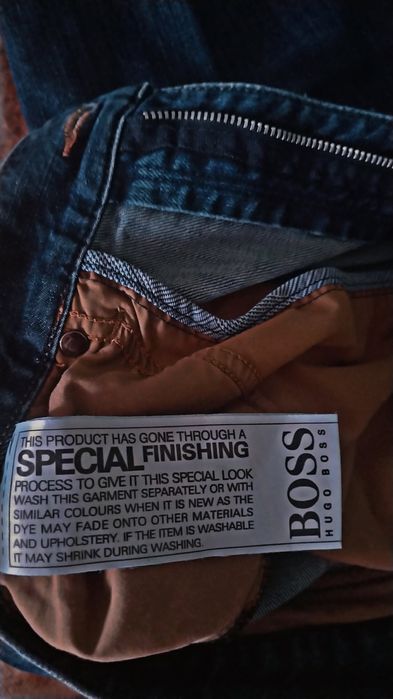 THIS PRODUCT HAS GONE THROUGH A
SPECIAL FINISHING
PROCESS TO GIVE IT THIS SPECIAL LOOK
WASH THIS GARMENT SEPARATELY OR WITH
SIMILAR COLOURS WHEN IT IS NEW AS THE
DYE MAY FADE ONTO OTHER MATERIALS
AND UPHOLSTERY. IF THE ITEM IS WASHABLE
IT MAY SHRINK DURING WASHING.
BOSS
HUGO BOSS